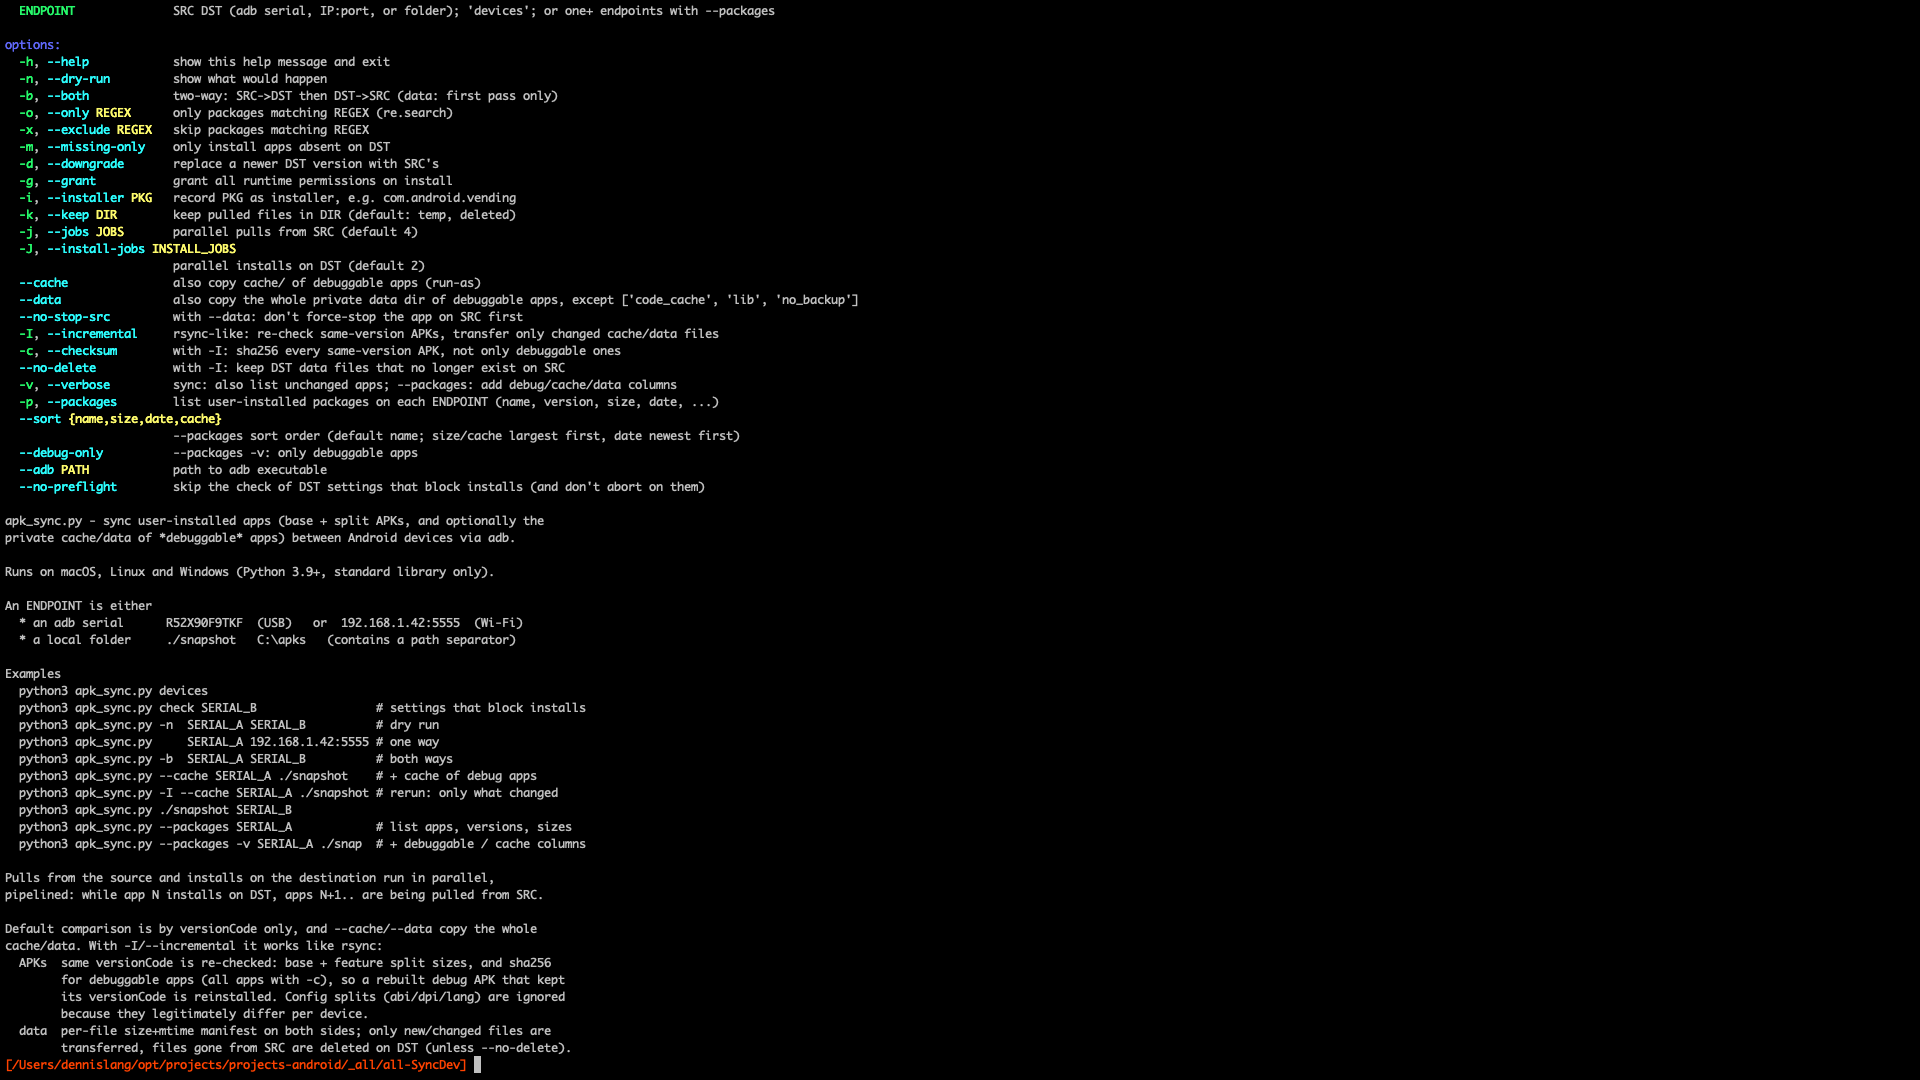 ENDPOINT              SRC DST (adb serial, IP:port, or folder); 'devices'; or one+ endpoints with --packages
options:
-h, --help            show this help message and exit
-n, --dry-run         show what would happen
-b, --both            two-way: SRC->DST then DST->SRC (data: first pass only)
-o, --only REGEX      only packages matching REGEX (re.search)
-x, --exclude REGEX   skip packages matching REGEX
-m, --missing-only    only install apps absent on DST
-d, --downgrade       replace a newer DST version with SRC's
-g, --grant           grant all runtime permissions on install
-i, --installer PKG   record PKG as installer, e.g. com.android.vending
-k, --keep DIR        keep pulled files in DIR (default: temp, deleted)
-j, --jobs JOBS       parallel pulls from SRC (default 4)
-J, --install-jobs INSTALL_JOBS
parallel installs on DST (default 2)
--cache               also copy cache/ of debuggable apps (run-as)
--data                also copy the whole private data dir of debuggable apps, except ['code_cache', 'lib', 'no_backup']
--no-stop-src         with --data: don't force-stop the app on SRC first
-I, --incremental     rsync-like: re-check same-version APKs, transfer only changed cache/data files
-c, --checksum        with -I: sha256 every same-version APK, not only debuggable ones
--no-delete           with -I: keep DST data files that no longer exist on SRC
-v, --verbose         sync: also list unchanged apps; --packages: add debug/cache/data columns
-p, --packages        list user-installed packages on each ENDPOINT (name, version, size, date, ...)
--sort {name,size,date,cache}
--packages sort order (default name; size/cache largest first, date newest first)
--debug-only          --packages -v: only debuggable apps
--adb PATH            path to adb executable
--no-preflight        skip the check of DST settings that block installs (and don't abort on them)
apk_sync.py - sync user-installed apps (base + split APKs, and optionally the
private cache/data of *debuggable* apps) between Android devices via adb.
Runs on macOS, Linux and Windows (Python 3.9+, standard library only).
An ENDPOINT is either
* an adb serial      R52X90F9TKF  (USB)   or  192.168.1.42:5555  (Wi-Fi)
* a local folder     ./snapshot   C:\apks   (contains a path separator)
Examples
python3 apk_sync.py devices
python3 apk_sync.py check SERIAL_B                 # settings that block installs
python3 apk_sync.py -n  SERIAL_A SERIAL_B          # dry run
python3 apk_sync.py     SERIAL_A 192.168.1.42:5555 # one way
python3 apk_sync.py -b  SERIAL_A SERIAL_B          # both ways
python3 apk_sync.py --cache SERIAL_A ./snapshot    # + cache of debug apps
python3 apk_sync.py -I --cache SERIAL_A ./snapshot # rerun: only what changed
python3 apk_sync.py ./snapshot SERIAL_B
python3 apk_sync.py --packages SERIAL_A            # list apps, versions, sizes
python3 apk_sync.py --packages -v SERIAL_A ./snap  # + debuggable / cache columns
Pulls from the source and installs on the destination run in parallel,
pipelined: while app N installs on DST, apps N+1.. are being pulled from SRC.
Default comparison is by versionCode only, and --cache/--data copy the whole
cache/data. With -I/--incremental it works like rsync:
APKs  same versionCode is re-checked: base + feature split sizes, and sha256
for debuggable apps (all apps with -c), so a rebuilt debug APK that kept
its versionCode is reinstalled. Config splits (abi/dpi/lang) are ignored
because they legitimately differ per device.
data  per-file size+mtime manifest on both sides; only new/changed files are
transferred, files gone from SRC are deleted on DST (unless --no-delete).
[/Users/dennislang/opt/projects/projects-android/_all/all-SyncDev]